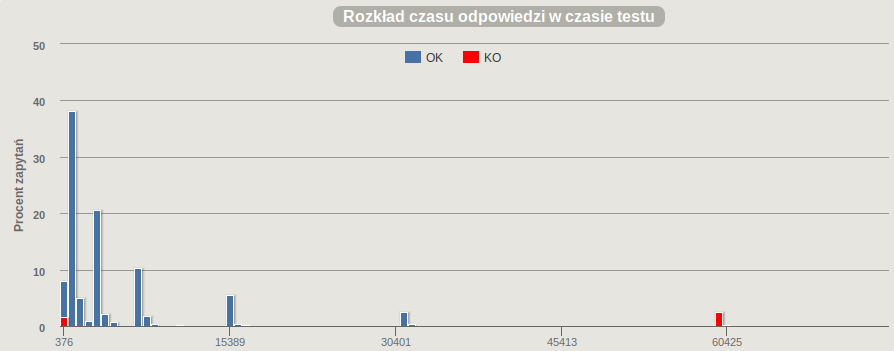 Rozkład czasu odpowiedzi w czasie testu
OK KO
Procent zapytań
50
40
30
20
10
0
376 15389 30401 45413 60425